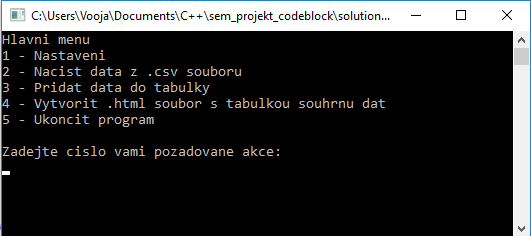 C:\Users\Vooja\Documents\C++\sem_projekt_codeblock\solution...
Hlavni menu
1 - Nastaveni
2 - Nacist data z .csv souboru
3 - Pridat data do tabulky
4 - Vytvorit .html soubor s tabulkou souhrnu dat
5 - Ukoncit program
Zadejte cislo vami pozadovane akce: